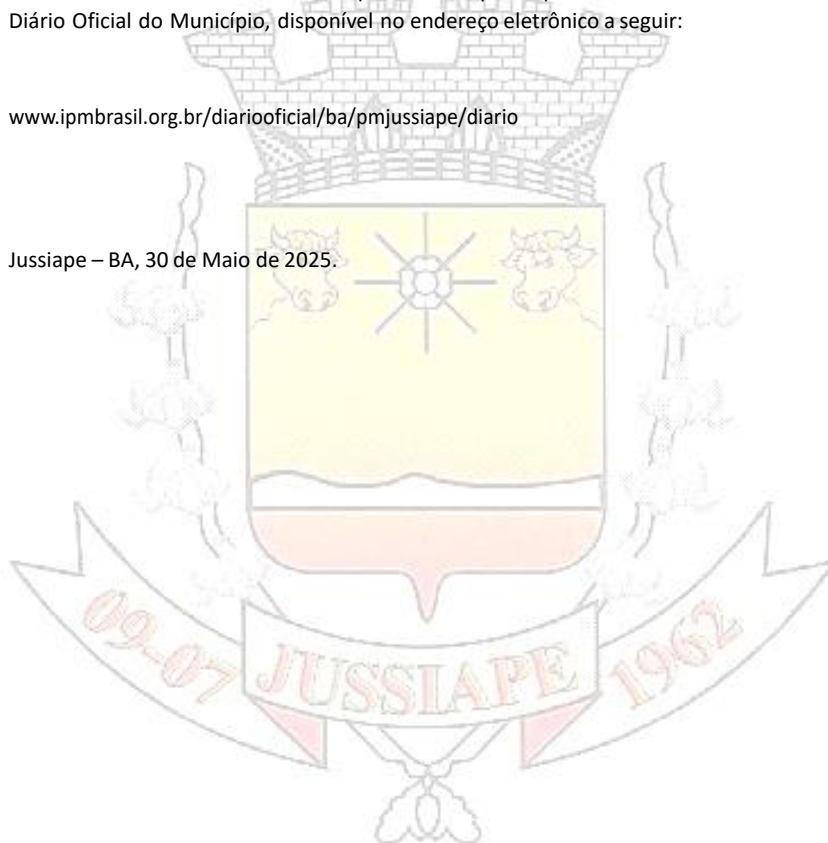 Diário Oficial do Município, disponível no endereço eletrônico a seguir:
www.ipmbrasil.org.br/diariooficial/ba/pmjussiape/diario
Jussiape – BA, 30 de Maio de 2025.
09-07 JUSSIAPE 1962